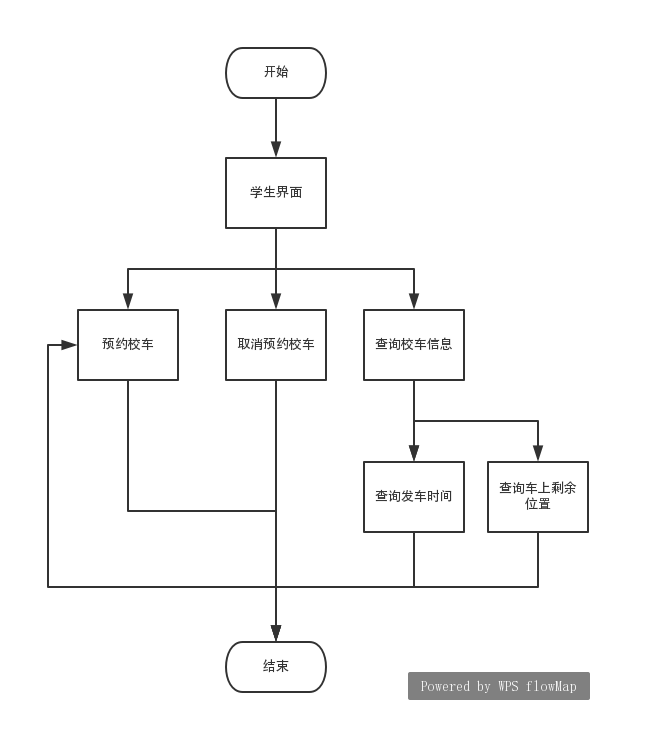 开始
学生界面
预约校车
取消预约校车
查询校车信息
查询发车时间
查询车上剩余
位置
结束
Powered by WPS flowMap